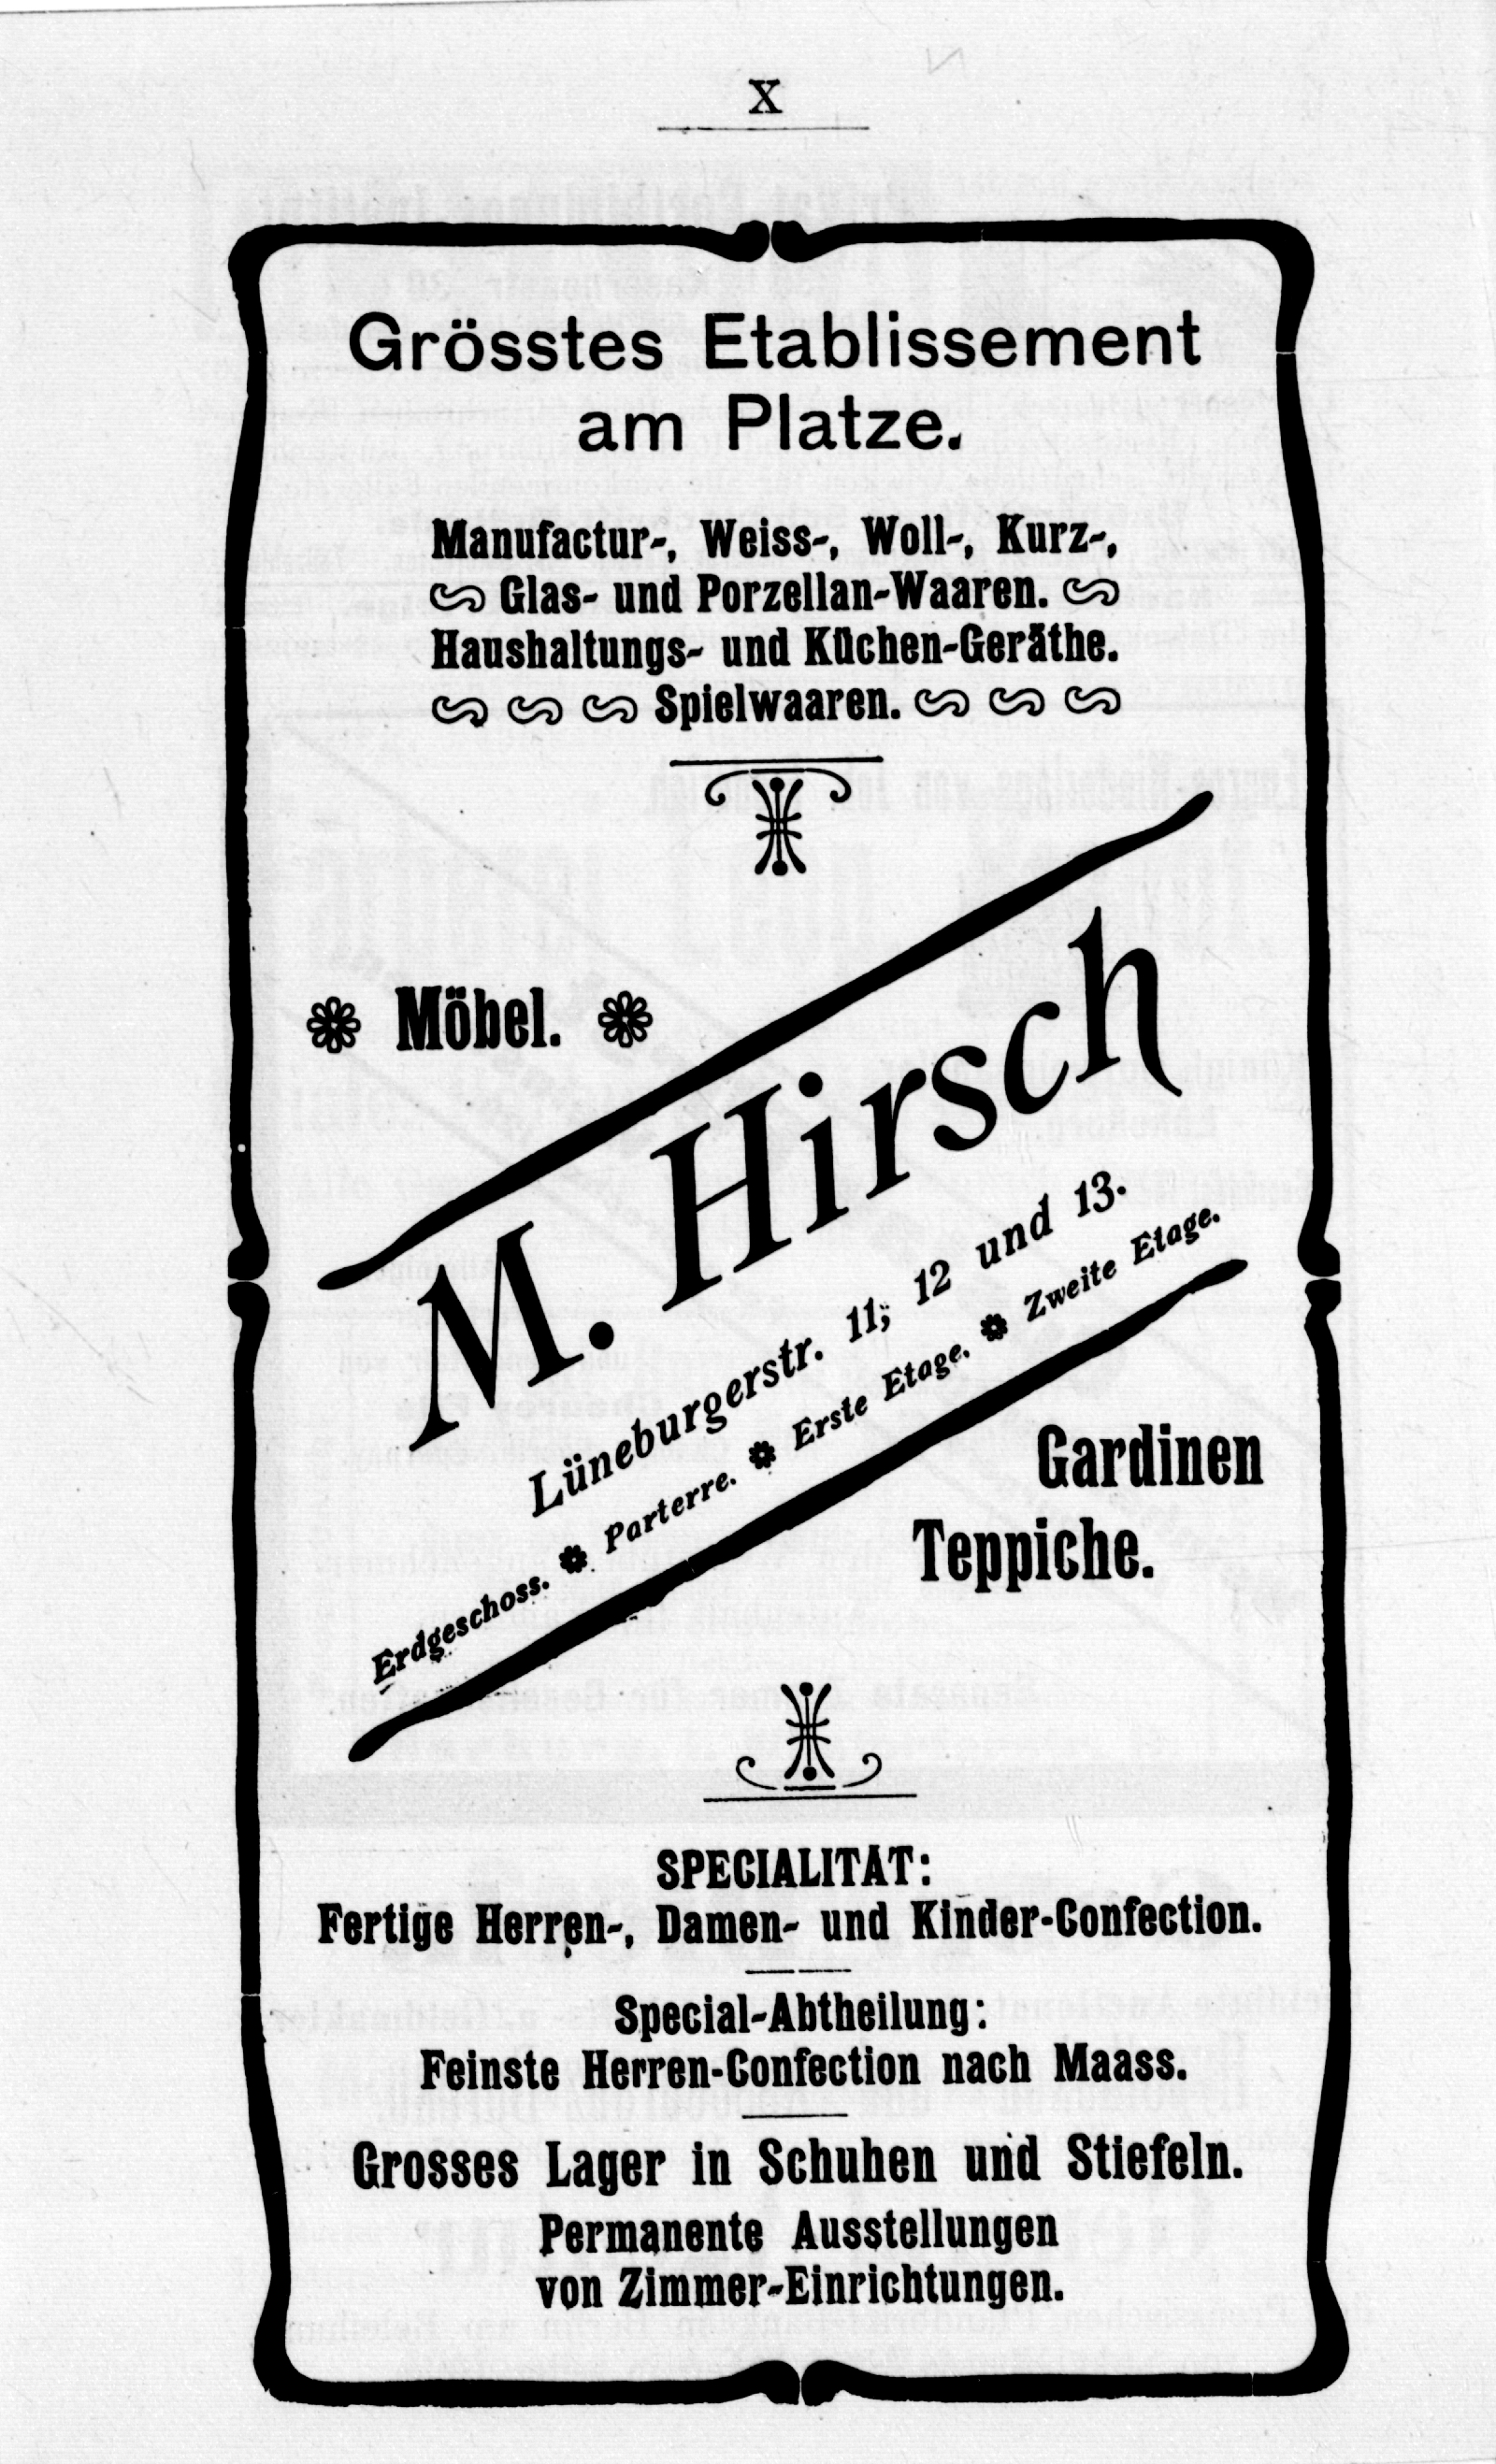 X
Grösstes Etablissement
am Platze.
Manufactur-, Weiss-, Woll-, Kurz-,
Glas- und Porzellan-Waaren.
Haushaltungs- und Küchen-Geräthe.
Spielwaaren.
Möbel.
M. Hirsch
Lüneburgerstr. 11, 12 und 13.
Erdgeschoss. Parterre. Erste Etage. Zweite Etage.
Gardinen
Teppiche.
SPECIALITÄT:
Fertige Herren-, Damen- und Kinder-Confection.
Special-Abtheilung:
Feinste Herren-Confection nach Maass.
Grosses Lager in Schuhen und Stiefeln.
Permanente Ausstellungen
von Zimmer-Einrichtungen.